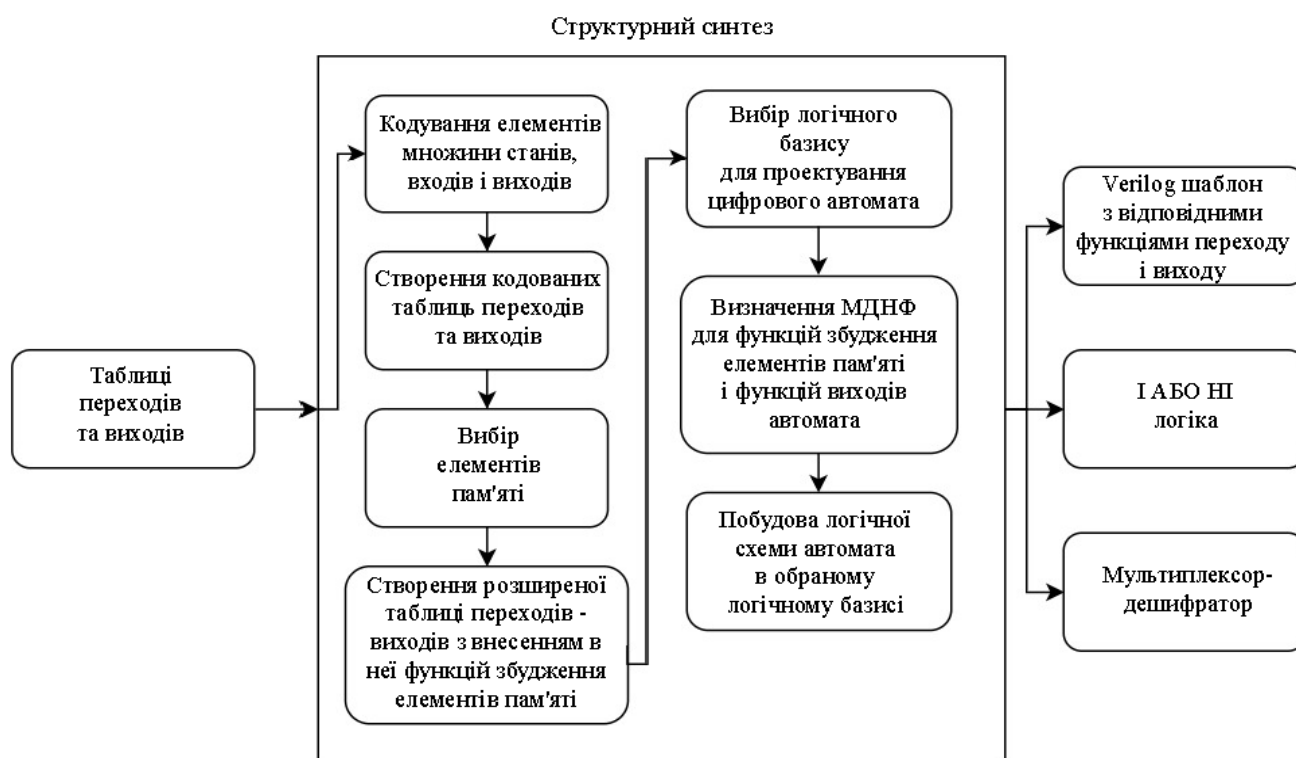 Структурний синтез
Таблиці
переходів
та виходів
Кодування елементів
множини станів,
входів і виходів
Створення кодованих
таблиць переходів
та виходів
Вибір
елементів
пам'яті
Створення розширеної
таблиці переходів -
виходів з внесенням в
неї функцій збудження
елементів пам'яті
Вибір логічного
базису
для проектування
цифрового автомата
Визначення МДНФ
для функцій збудження
елементів пам'яті
і функцій виходів
автомата
Побудова логічної
схеми автомата
в обраному
логічному базисі
Verilog шаблон
з відповідними
функціями переходу
і виходу
І АБО НІ
логіка
Мультиплексор-
дешифратор